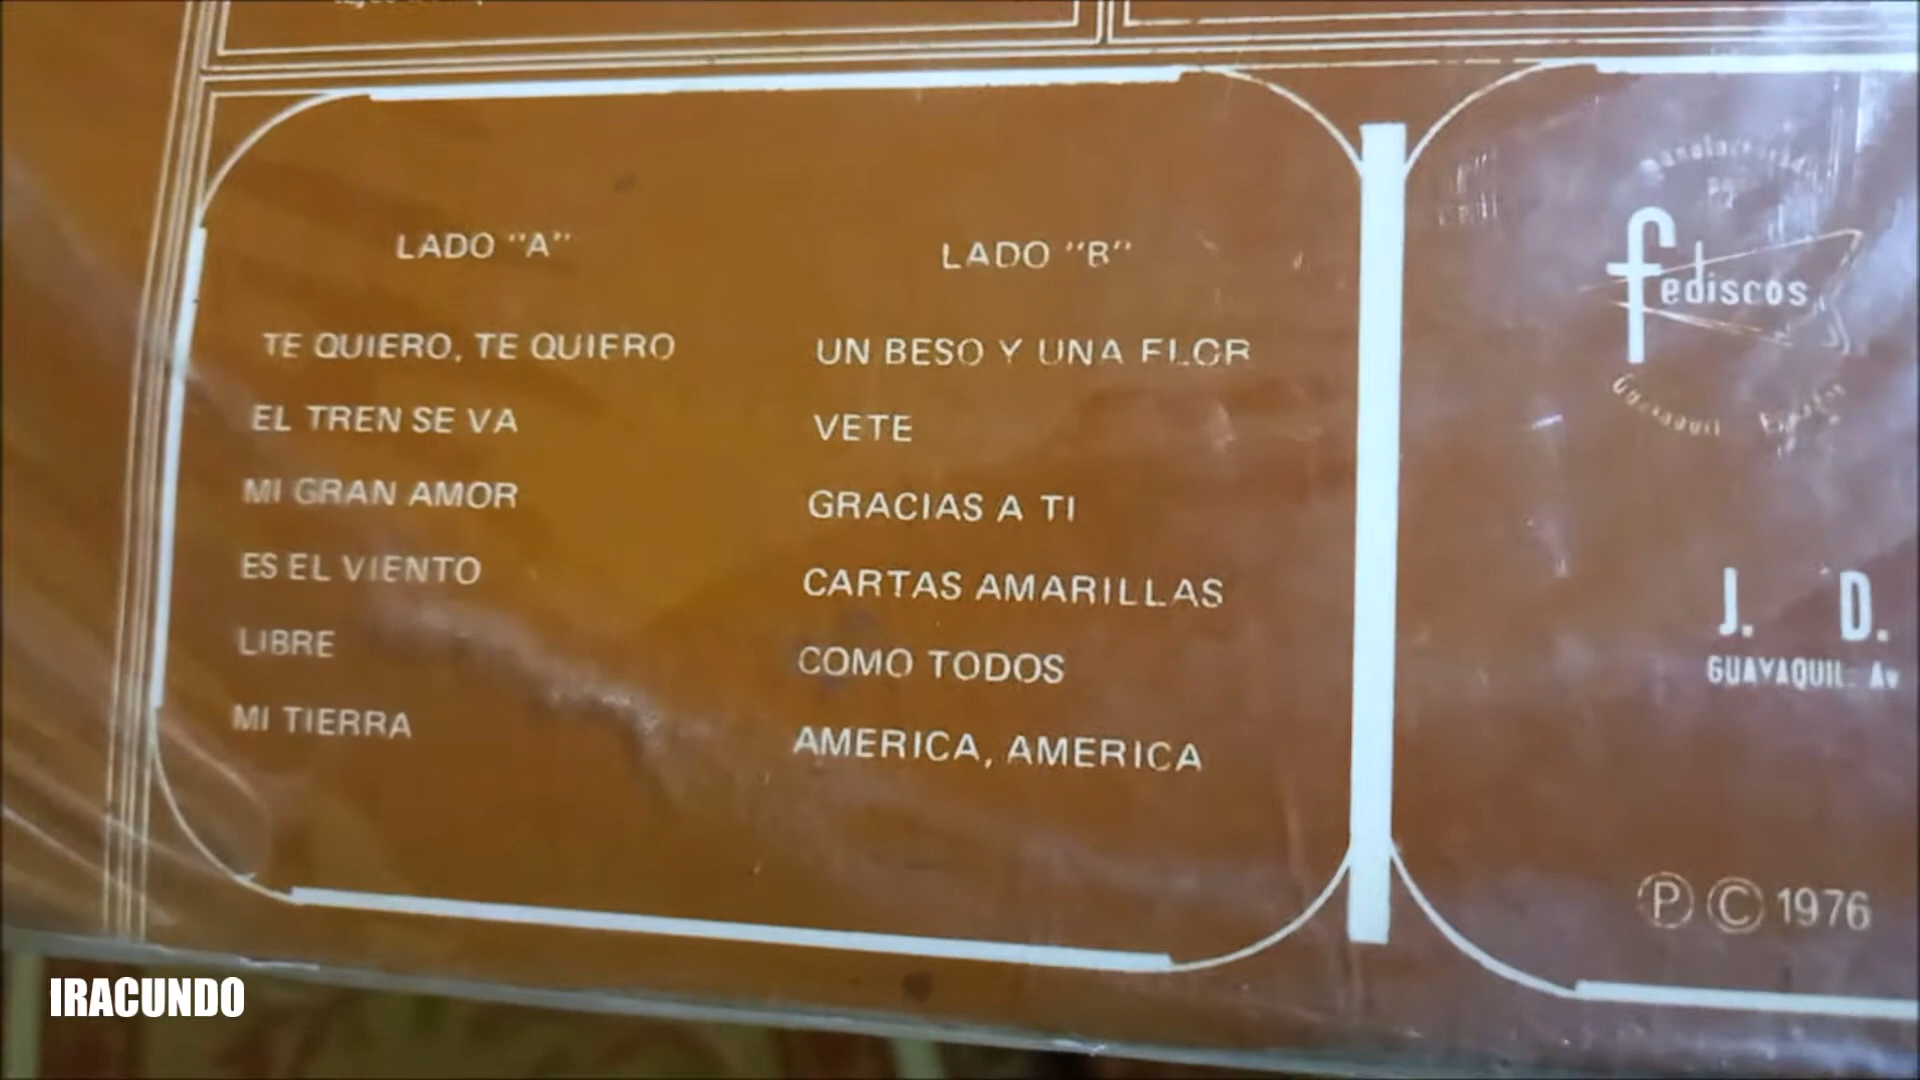 LADO "A"
TE QUIERO, TE QUIERO
EL TREN SE VA
MI GRAN AMOR
ES EL VIENTO
LIBRE
MI TIERRA
LADO "B"
UN BESO Y UNA FLOR
VETE
GRACIAS A TI
CARTAS AMARILLAS
COMO TODOS
AMERICA, AMERICA
fediscos
Guayaquil Ecuador
J. D.
GUAYAQUIL: Av
Ⓟ Ⓒ 1976
IRACUNDO